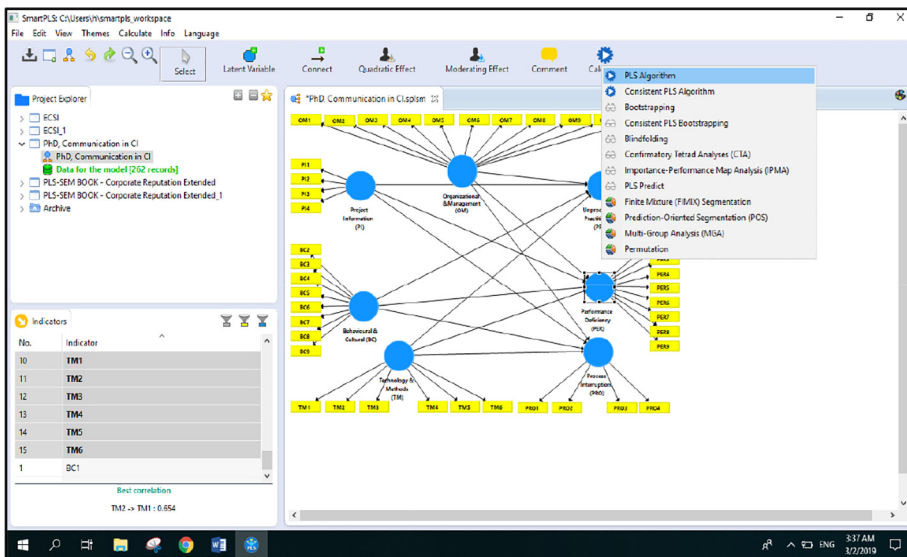 SmartPLS: C:\Users\h\smartpls_workspace
File Edit View Themes Calculate Info Language
Select
Latent Variable
Connect
Quadratic Effect
Moderating Effect
Comment
PLS Algorithm
Consistent PLS Algorithm
Bootstrapping
Consistent PLS Bootstrapping
Blindfolding
Confirmatory Tetrad Analyses (CTA)
Importance-Performance Map Analysis (IPMA)
PLS Predict
Finite Mixture (FIMIX) Segmentation
Prediction-Oriented Segmentation (POS)
Multi-Group Analysis (MGA)
Permutation
Project Explorer
ECSI
ECSI_1
PhD, Communication in CI
PhD, Communication in CI
Data for the model [262 records]
PLS-SEM BOOK - Corporate Reputation Extended
PLS-SEM BOOK - Corporate Reputation Extended_1
Archive
*PhD, Communication in CI.splsm
OM1 OM2 OM3 OM4 OM5 OM6 OM7 OM8 OM9
PI1
PI2
PI3
PI4
Project
Information
(PI)
Organizational
&Management
(OM)
BC2
BC3
BC4
BC5
BC6
BC7
BC8
BC9
Behavioural &
Cultural (BC)
PER4
PER5
PER6
PER7
PER8
PER9
Performance
Deficiency
(PER)
Technology &
Methods
(TM)
Process
Interruption
(PRO)
TM1 TM2 TM3 TM4 TM5 TM6 PRO1 PRO2 PRO3 PRO4
Indicators
No. Indicator
10 TM1
11 TM2
12 TM3
13 TM4
14 TM5
15 TM6
1 BC1
Best correlation
TM2 -> TM1 : 0.654
ENG
3:37 AM
3/2/2019